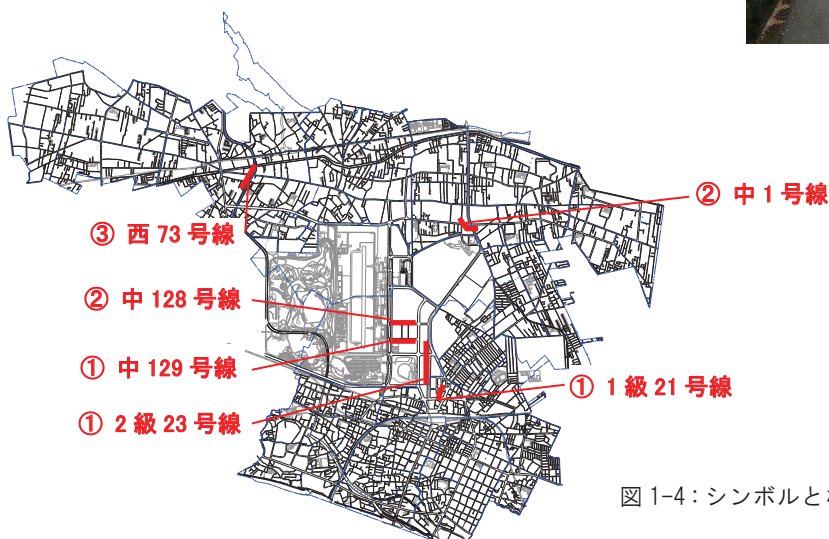 ② 中 1 号線
③ 西 73 号線
② 中 128 号線
① 中 129 号線
① 1 級 21 号線
① 2 級 23 号線
図 1-4：シンボルと